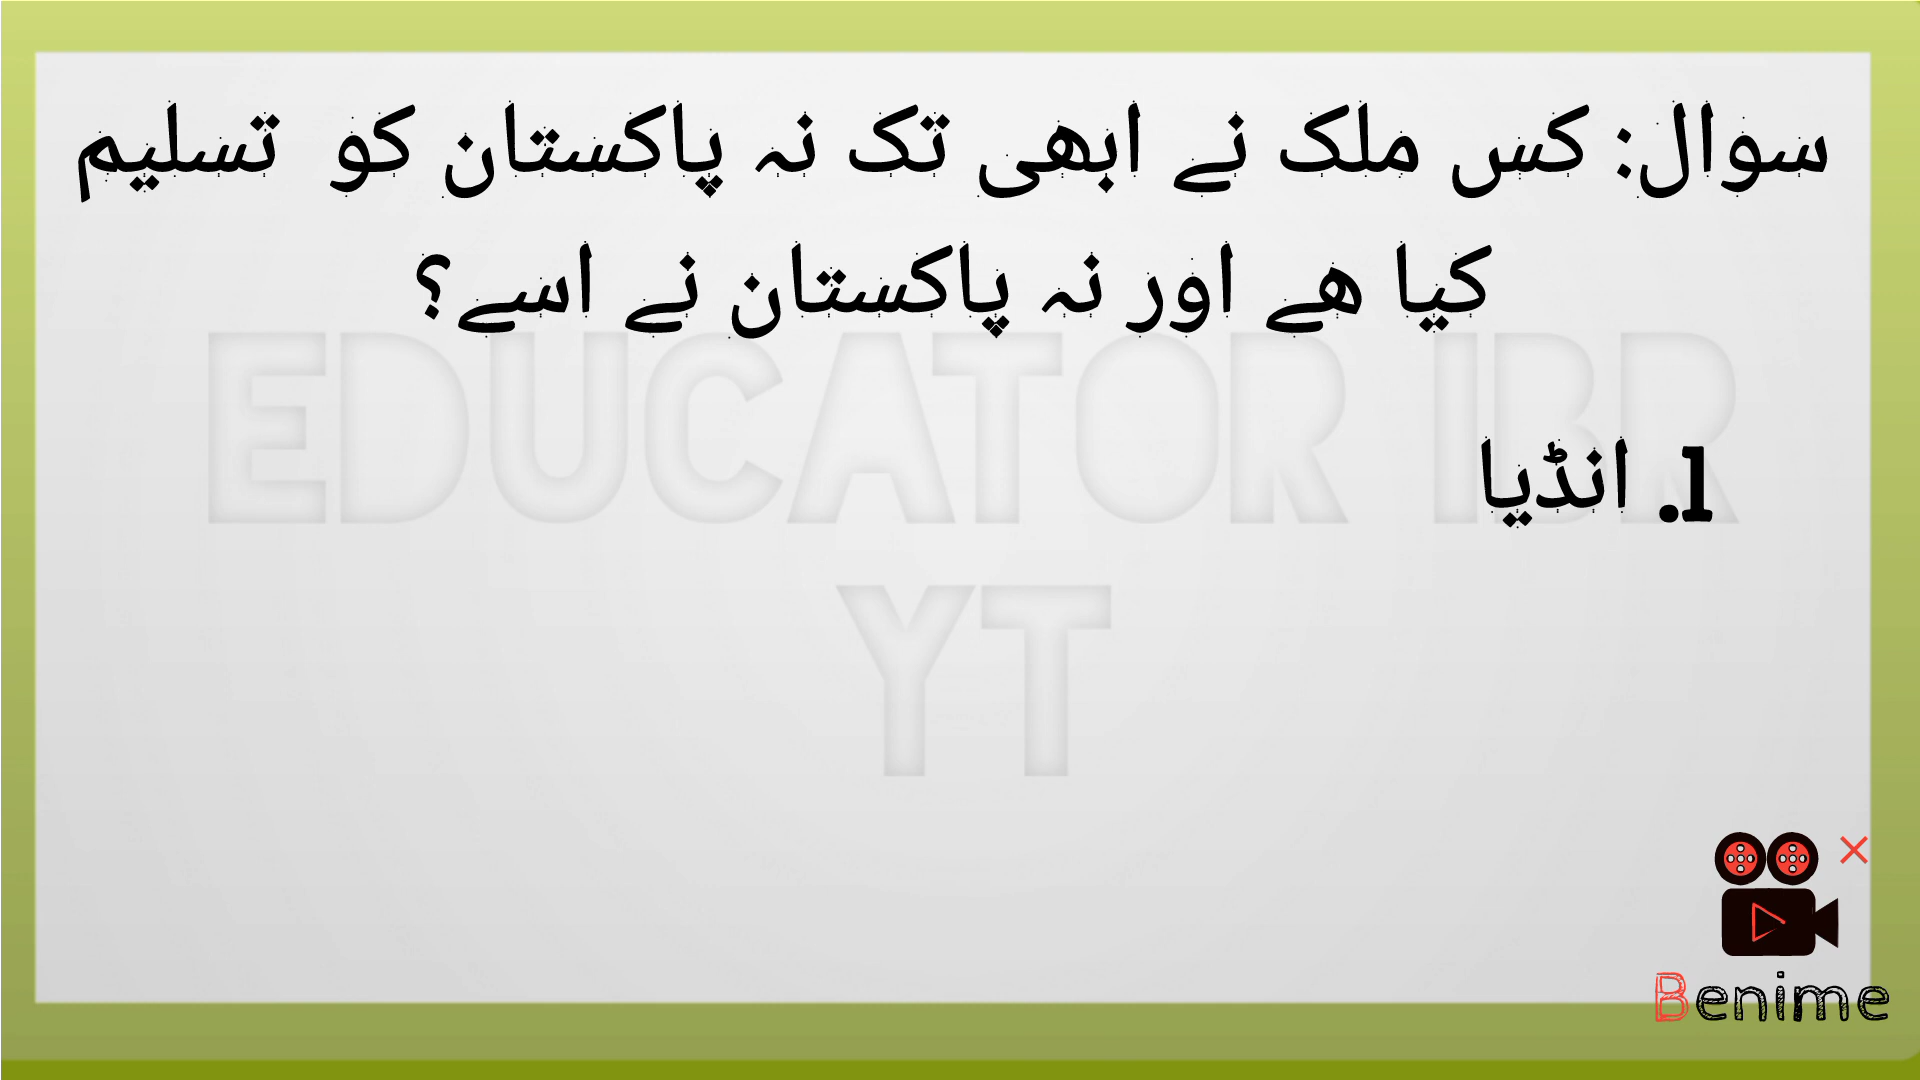 سوال: کس ملک نے ابھی تک نہ پاکستان کو تسلیم
کیا ھے اور نہ پاکستان نے اسے؟
1. انڈیا
EDUCATOR IBR
YT
Benime